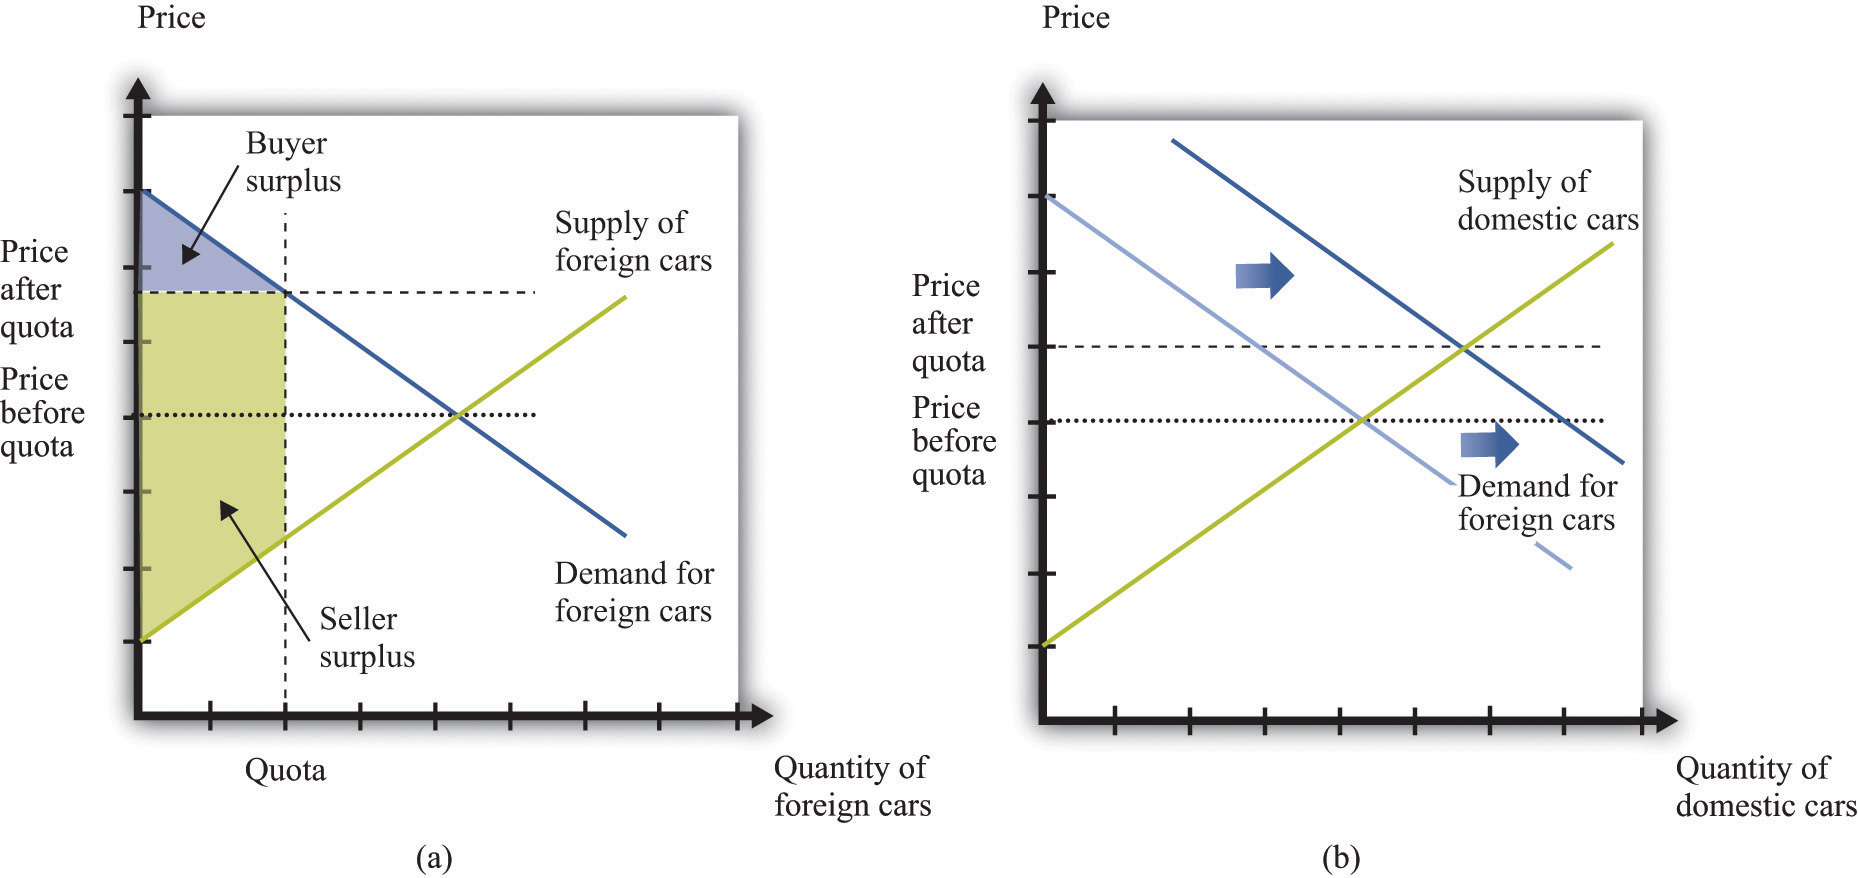 Price
Buyer
surplus
Supply of
foreign cars
Price
after
quota
Price
before
quota
Demand for
foreign cars
Seller
surplus
Quota
Quantity of
foreign cars
(a)
Price
Supply of
domestic cars
Price
after
quota
Price
before
quota
Demand for
foreign cars
Quantity of
domestic cars
(b)